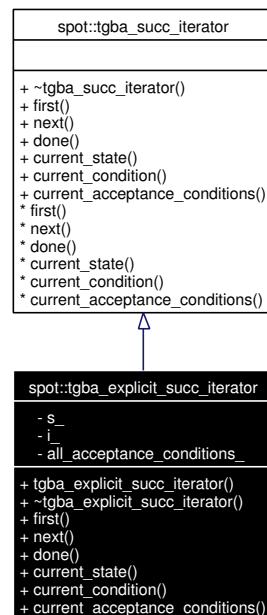 spot::tgba_succ_iterator
+ ~tgba_succ_iterator()
+ first()
+ next()
+ done()
+ current_state()
+ current_condition()
+ current_acceptance_conditions()
* first()
* next()
* done()
* current_state()
* current_condition()
* current_acceptance_conditions()
spot::tgba_explicit_succ_iterator
- s_
- i_
- all_acceptance_conditions_
+ tgba_explicit_succ_iterator()
+ ~tgba_explicit_succ_iterator()
+ first()
+ next()
+ done()
+ current_state()
+ current_condition()
+ current_acceptance_conditions()